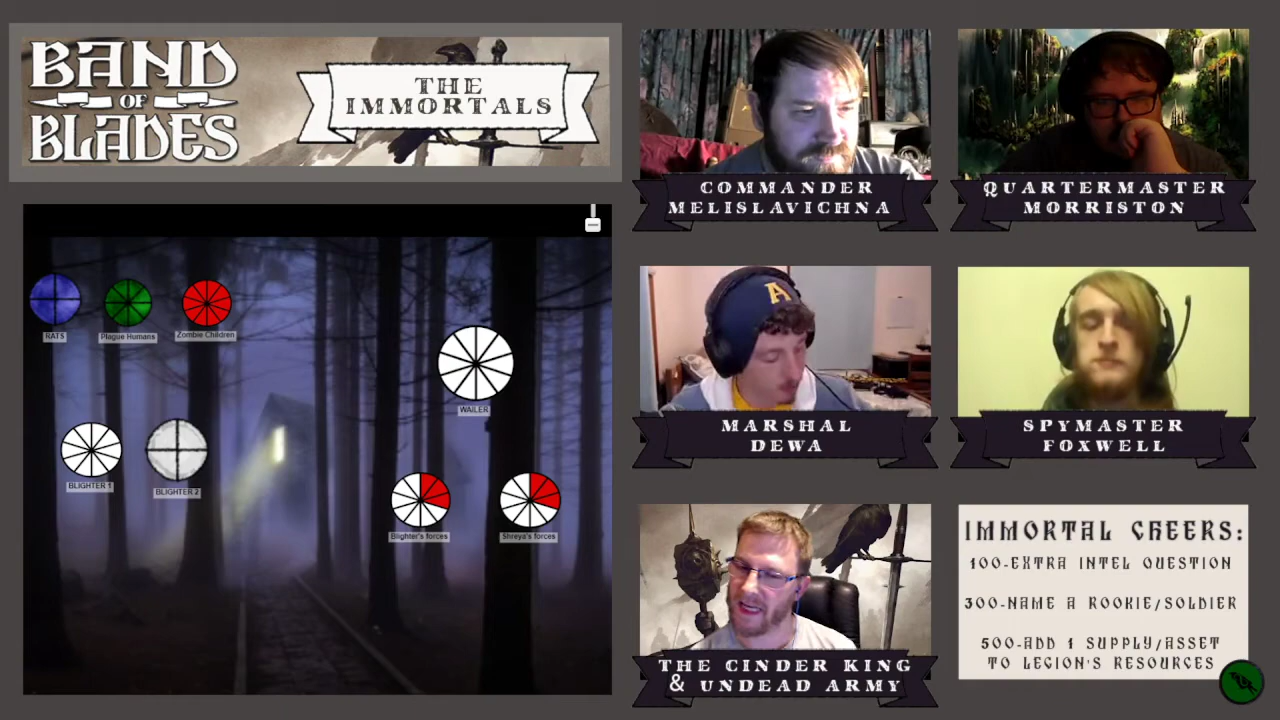 BAND
OF
BLADES
THE
IMMORTALS
COMMANDER
MELISLAVICHNA
QUARTERMASTER
MORRISTON
RATS
Plague Humans
Zombie Children
WAILER
BLIGHTER 1
BLIGHTER 2
Blighter's forces
Shreya's forces
A
MARSHAL
DEWA
SPYMASTER
FOXWELL
THE CINDER KING
& UNDEAD ARMY
IMMORTAL CHEERS:
100-EXTRA INTEL QUESTION
300-NAME A ROOKIE/SOLDIER
500-ADD 1 SUPPLY/ASSET
TO LEGION'S RESOURCES